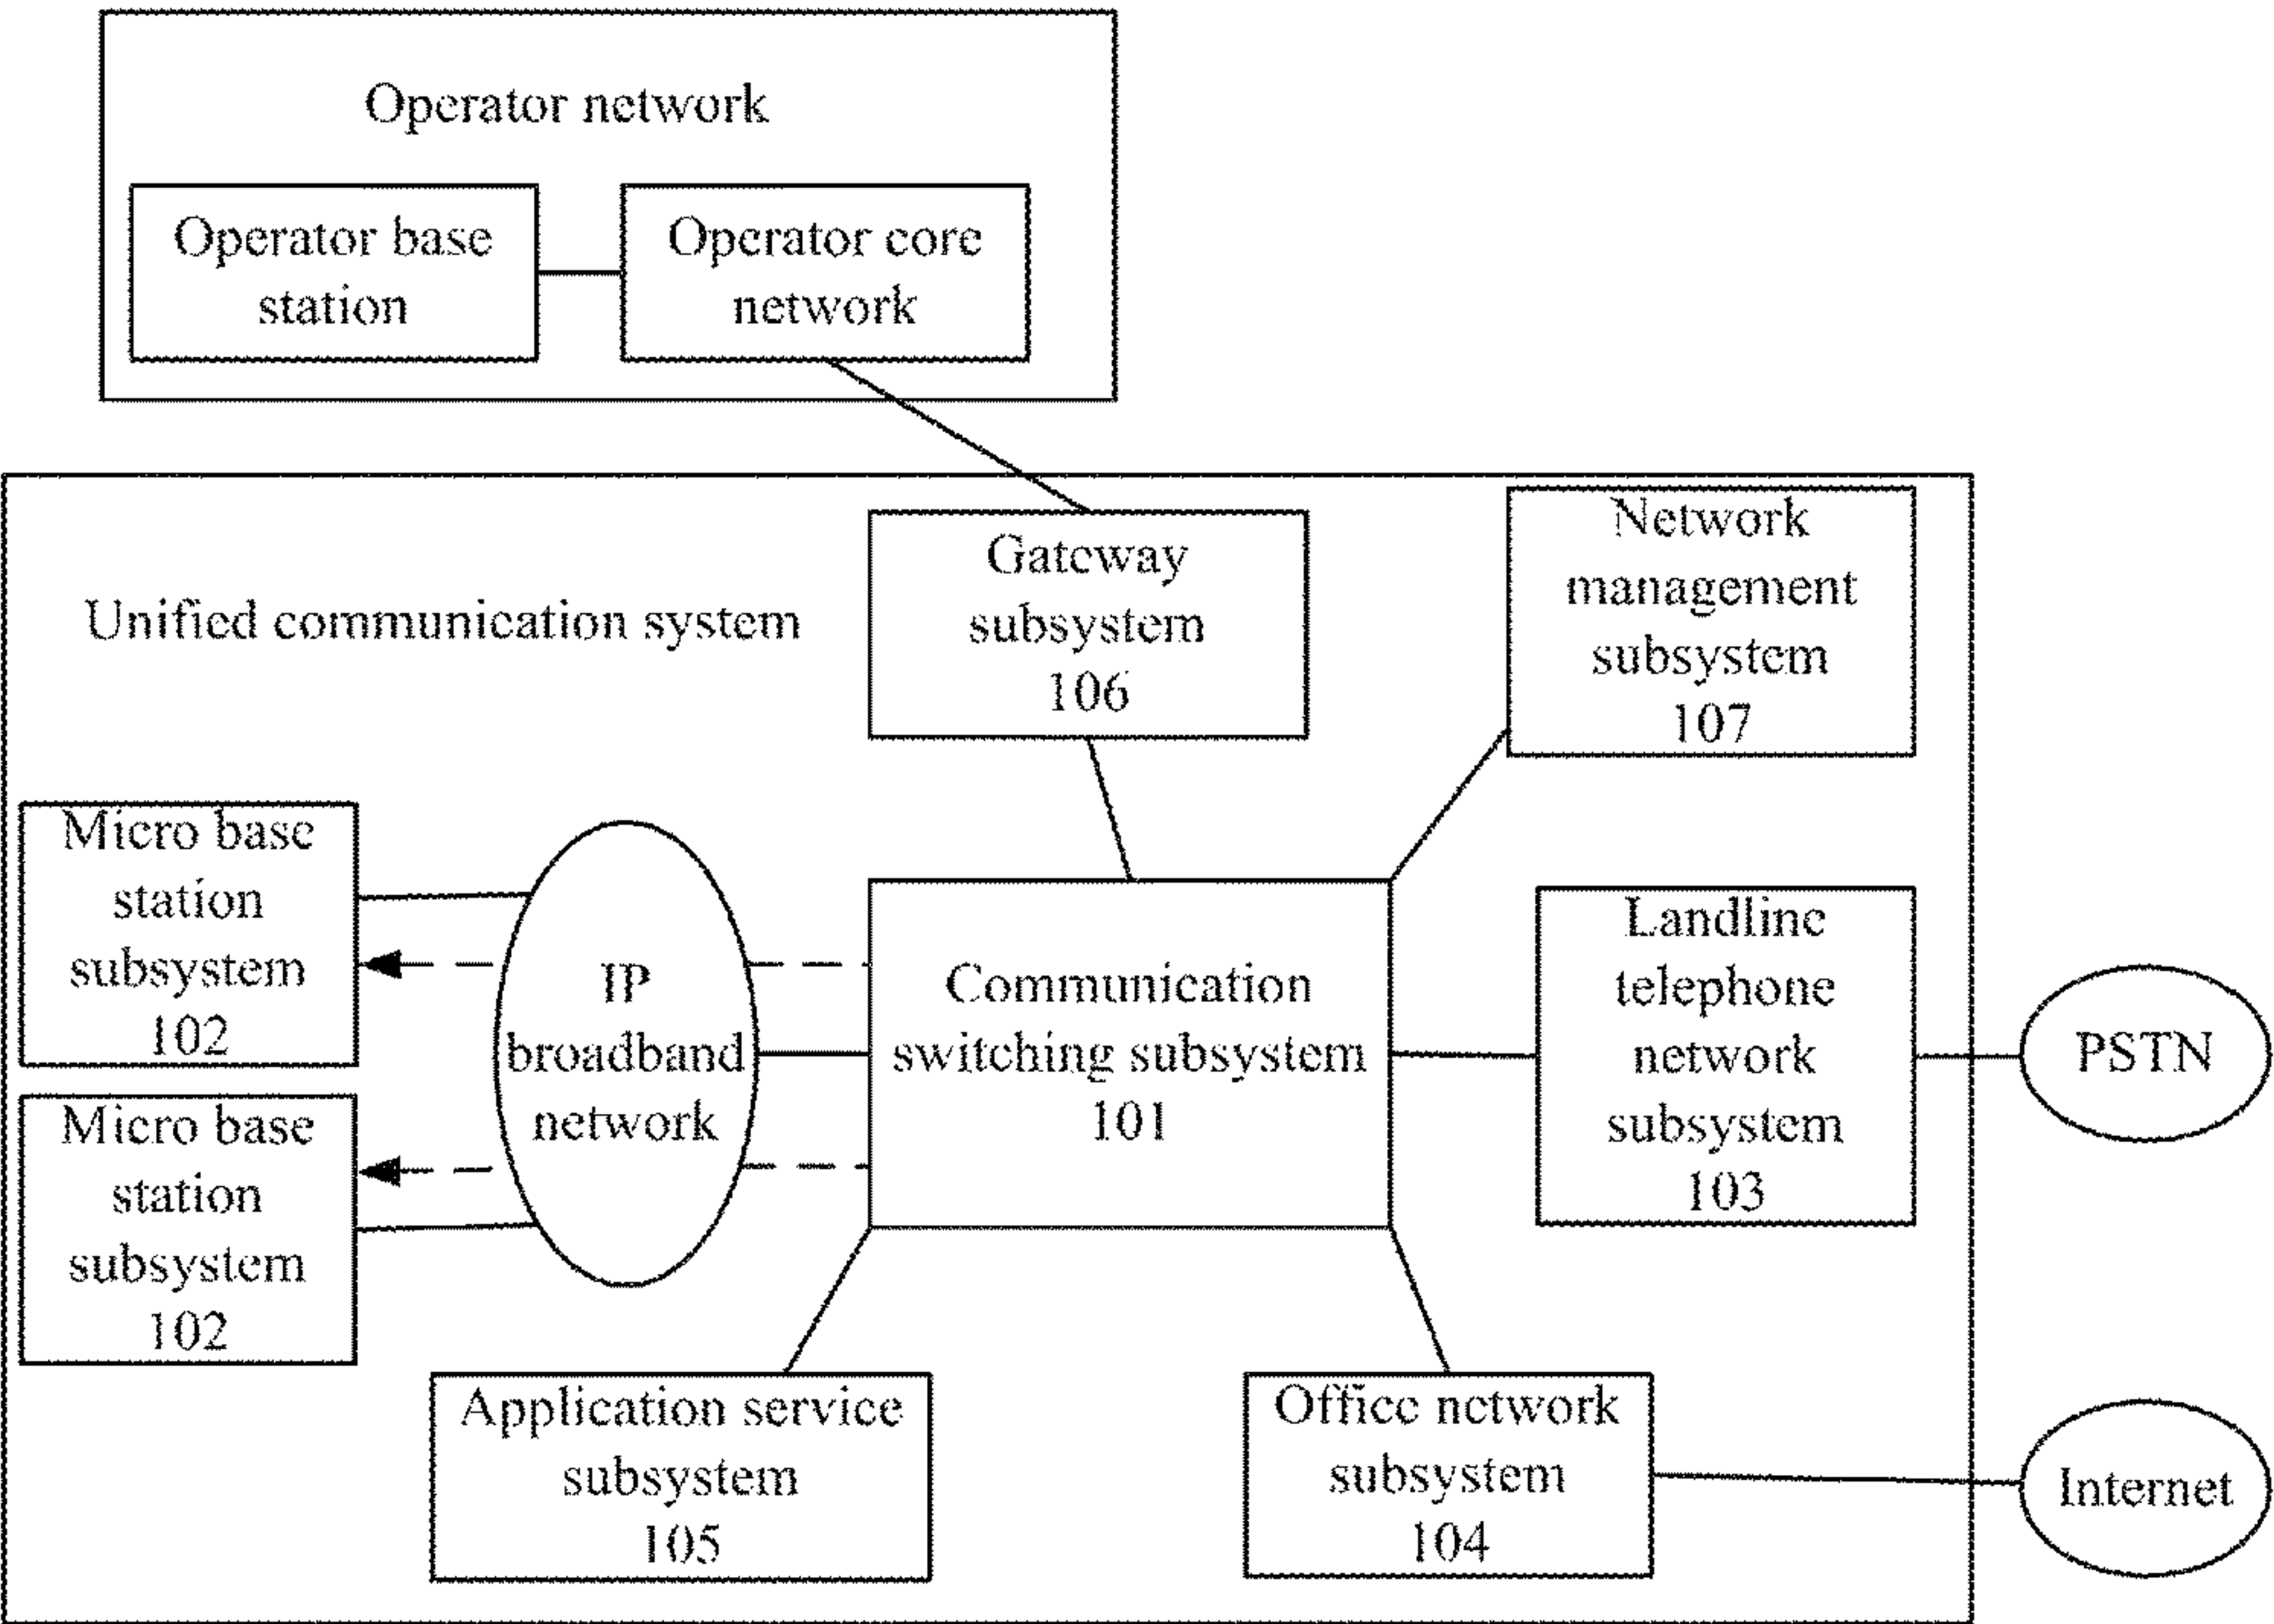 Operator network
Operator base
station
Operator core
network
Unified communication system
Gateway
subsystem
106
Network
management
subsystem
107
Micro base
station
subsystem
102
Micro base
station
subsystem
102
IP
broadband
network
Communication
switching subsystem
101
Landline
telephone
network
subsystem
103
PSTN
Application service
subsystem
105
Office network
subsystem
104
Internet